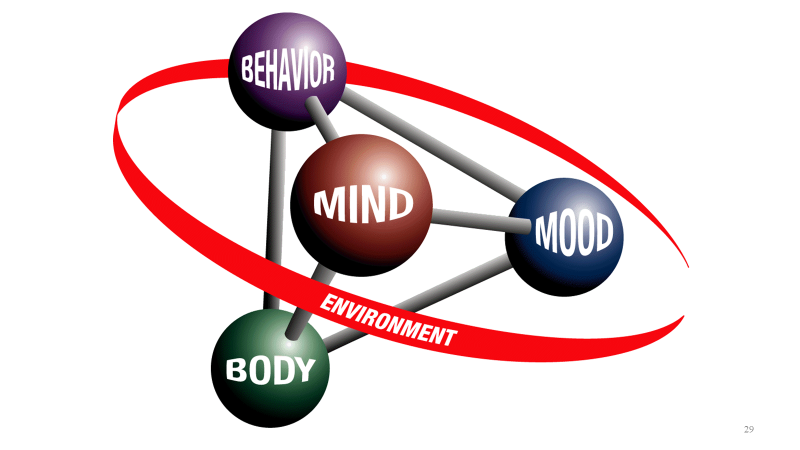 BEHAVIOR
MIND
MOOD
ENVIRONMENT
BODY
29